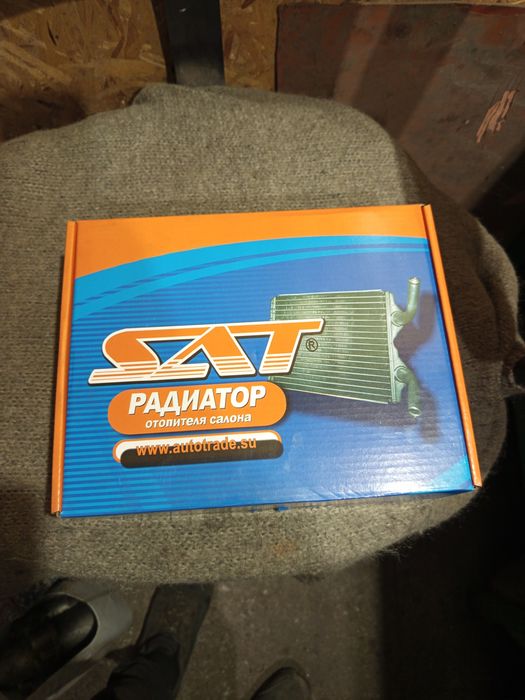 SAT®
РАДИАТОР
отопителя салона
www.autotrade.su